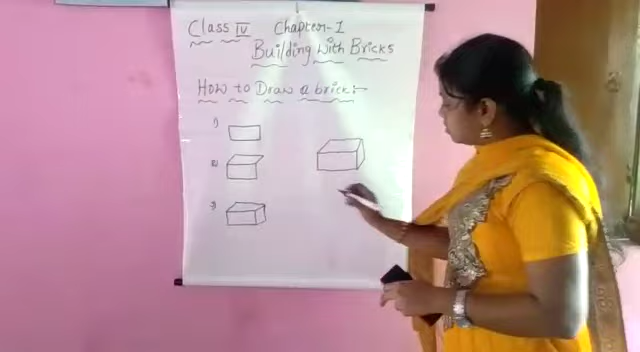 Class IV Chapter-1
Building with Bricks
How to Draw a brick:-
1)
2)
3)